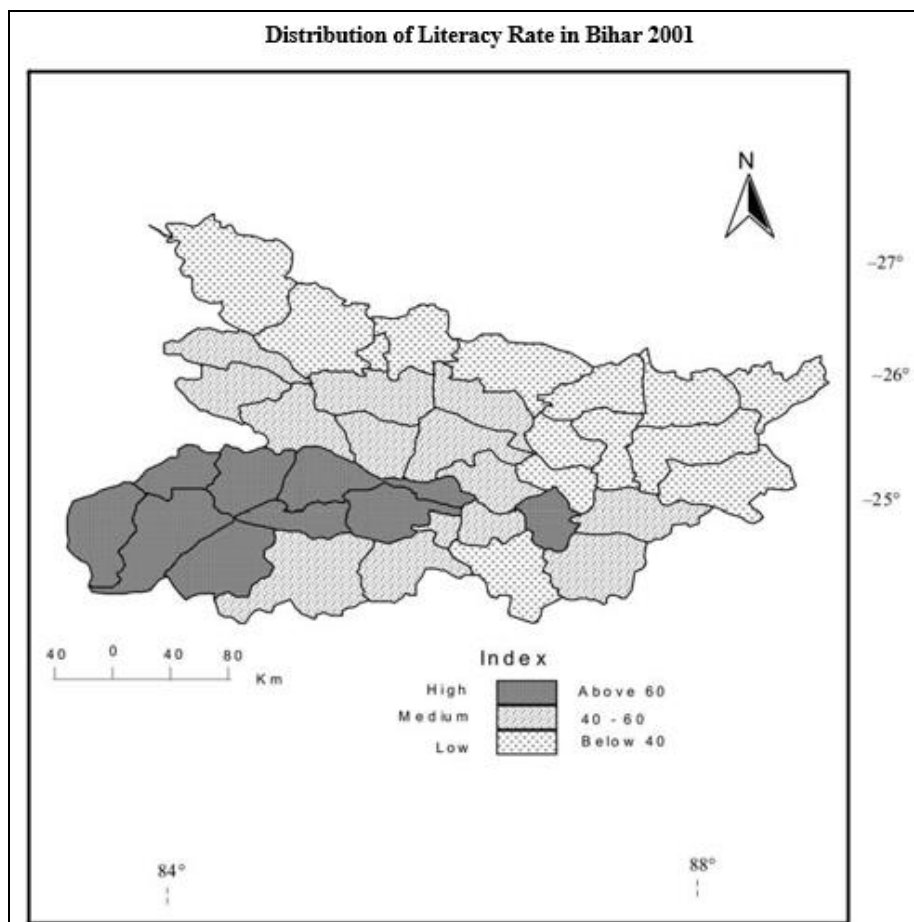 Distribution of Literacy Rate in Bihar 2001
N
–27°
–26°
–25°
40 0 40 80
Km
Index
High Above 60
Medium 40 - 60
Low Below 40
84° 88°